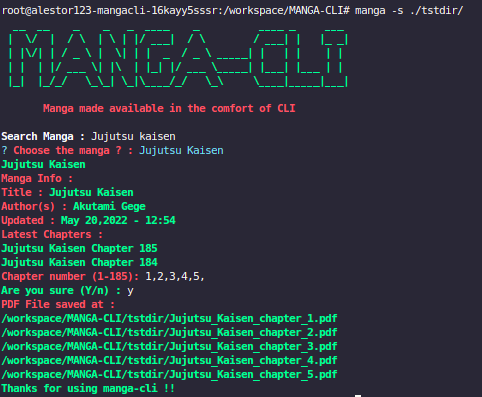 root@alestor123-mangacli-16kayy5sssr:/workspace/MANGA-CLI# manga -s ./tstdir/
MANGA-CLI
Manga made available in the comfort of CLI
Search Manga : Jujutsu kaisen
? Choose the manga ? : Jujutsu Kaisen
Jujutsu Kaisen
Manga Info :
Title : Jujutsu Kaisen
Author(s) : Akutami Gege
Updated : May 20,2022 - 12:54
Latest Chapters :
Jujutsu Kaisen Chapter 185
Jujutsu Kaisen Chapter 184
Chapter number (1-185): 1,2,3,4,5,
Are you sure (Y/n) : y
PDF File saved at :
/workspace/MANGA-CLI/tstdir/Jujutsu_Kaisen_chapter_1.pdf
/workspace/MANGA-CLI/tstdir/Jujutsu_Kaisen_chapter_2.pdf
/workspace/MANGA-CLI/tstdir/Jujutsu_Kaisen_chapter_3.pdf
/workspace/MANGA-CLI/tstdir/Jujutsu_Kaisen_chapter_4.pdf
/workspace/MANGA-CLI/tstdir/Jujutsu_Kaisen_chapter_5.pdf
Thanks for using manga-cli !!